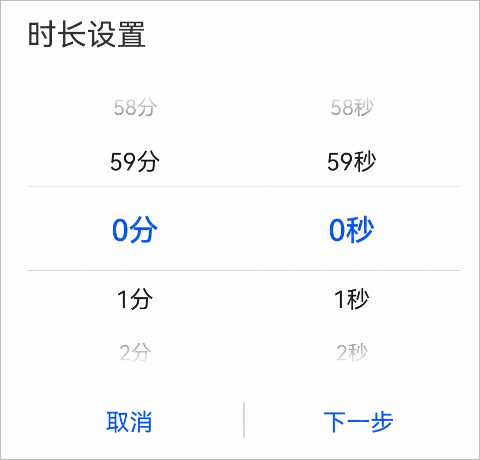 时长设置
58分 58秒
59分 59秒
0分 0秒
1分 1秒
2分 2秒
取消 下一步